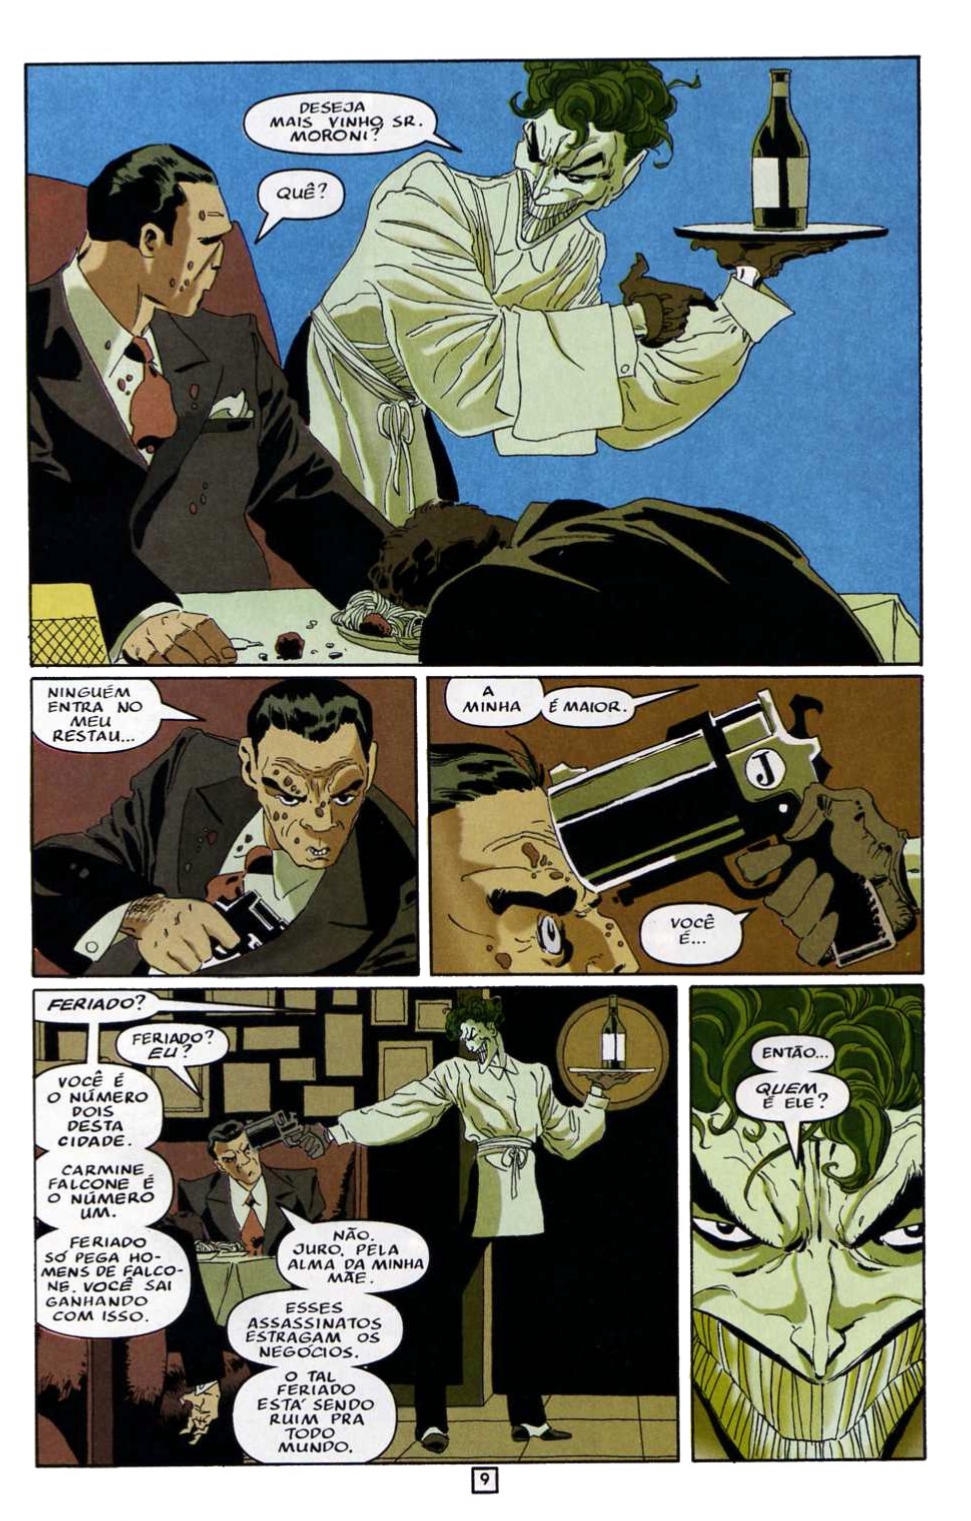 DESEJA
MAIS VINHO, SR.
MORONI?
QUÊ?
NINGUÉM
ENTRA NO
MEU
RESTAU...
A
MINHA
É MAIOR.
J
VOCÊ
É...
FERIADO?
FERIADO?
EU?
VOCÊ É
O NÚMERO
DOIS
DESTA
CIDADE.
CARMINE
FALCONE É
O NÚMERO
UM.
FERIADO
SÓ PEGA HO-
MENS DE FALCO-
NE. VOCÊ SAI
GANHANDO
COM ISSO.
NÃO.
JURO, PELA
ALMA DA MINHA
MÃE.
ESSES
ASSASSINATOS
ESTRAGAM OS
NEGÓCIOS.
O TAL
FERIADO
ESTÁ SENDO
RUIM PRA
TODO
MUNDO.
ENTÃO...
QUEM
É ELE?
9